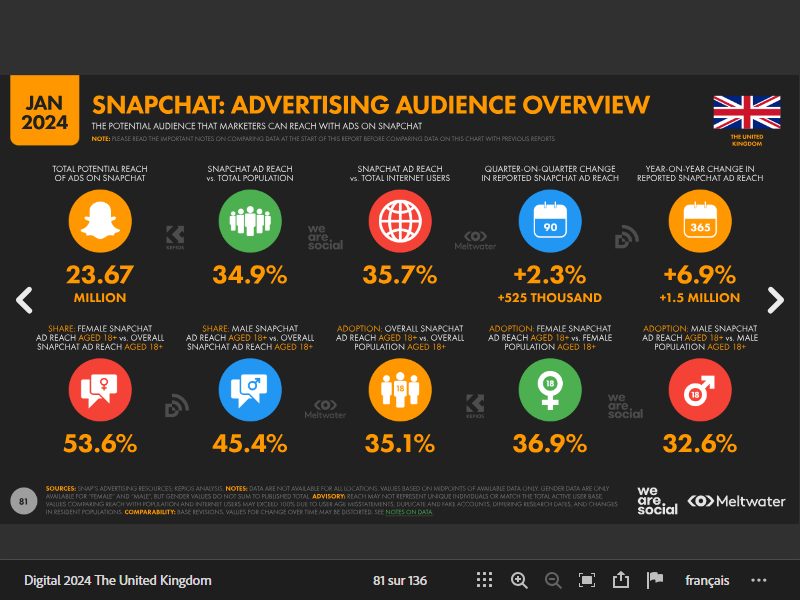 JAN
2024
SNAPCHAT: ADVERTISING AUDIENCE OVERVIEW
THE POTENTIAL AUDIENCE THAT MARKETERS CAN REACH WITH ADS ON SNAPCHAT
NOTE: PLEASE READ THE IMPORTANT NOTES ON COMPARING DATA AT THE START OF THIS REPORT BEFORE COMPARING DATA ON THIS CHART WITH PREVIOUS REPORTS
THE UNITED
KINGDOM
TOTAL POTENTIAL REACH
OF ADS ON SNAPCHAT
23.67
MILLION
SNAPCHAT AD REACH
vs. TOTAL POPULATION
34.9%
SNAPCHAT AD REACH
vs. TOTAL INTERNET USERS
35.7%
QUARTER-ON-QUARTER CHANGE
IN REPORTED SNAPCHAT AD REACH
90
+2.3%
+525 THOUSAND
YEAR-ON-YEAR CHANGE IN
REPORTED SNAPCHAT AD REACH
365
+6.9%
+1.5 MILLION
KEPIOS
we
are.
social
Meltwater
SHARE: FEMALE SNAPCHAT
AD REACH AGED 18+ vs. OVERALL
SNAPCHAT AD REACH AGED 18+
53.6%
SHARE: MALE SNAPCHAT
AD REACH AGED 18+ vs. OVERALL
SNAPCHAT AD REACH AGED 18+
45.4%
ADOPTION: OVERALL SNAPCHAT
AD REACH AGED 18+ vs. OVERALL
POPULATION AGED 18+
18
35.1%
ADOPTION: FEMALE SNAPCHAT
AD REACH AGED 18+ vs. FEMALE
POPULATION AGED 18+
18
36.9%
ADOPTION: MALE SNAPCHAT
AD REACH AGED 18+ vs. MALE
POPULATION AGED 18+
18
32.6%
Meltwater
KEPIOS
we
are.
social
81
SOURCES: SNAP'S ADVERTISING RESOURCES; KEPIOS ANALYSIS. NOTES: DATA ARE NOT AVAILABLE FOR ALL LOCATIONS. VALUES BASED ON MIDPOINTS OF AVAILABLE DATA ONLY. GENDER DATA ARE ONLY
AVAILABLE FOR "FEMALE" AND "MALE", BUT GENDER VALUES DO NOT SUM TO PUBLISHED TOTAL. ADVISORY: REACH MAY NOT REPRESENT UNIQUE INDIVIDUALS OR MATCH THE TOTAL ACTIVE USER BASE.
VALUES COMPARING REACH WITH POPULATION AND INTERNET USERS MAY EXCEED 100% DUE TO USER AGE MISSTATEMENTS, DUPLICATE AND FAKE ACCOUNTS, DIFFERING RESEARCH DATES, AND CHANGES
IN RESIDENT POPULATIONS. COMPARABILITY: BASE REVISIONS. VALUES FOR CHANGE OVER TIME MAY BE DISTORTED. SEE NOTES ON DATA.
we
are.
social
Meltwater
Digital 2024 The United Kingdom
81 sur 136
français